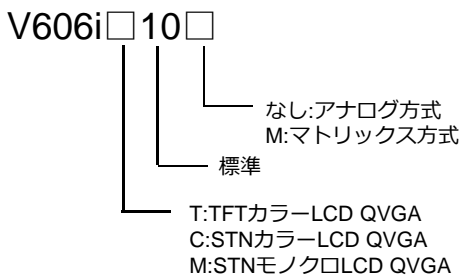 V606i□10□
なし:アナログ方式
M:マトリックス方式
標準
T:TFTカラーLCD QVGA
C:STNカラーLCD QVGA
M:STNモノクロLCD QVGA